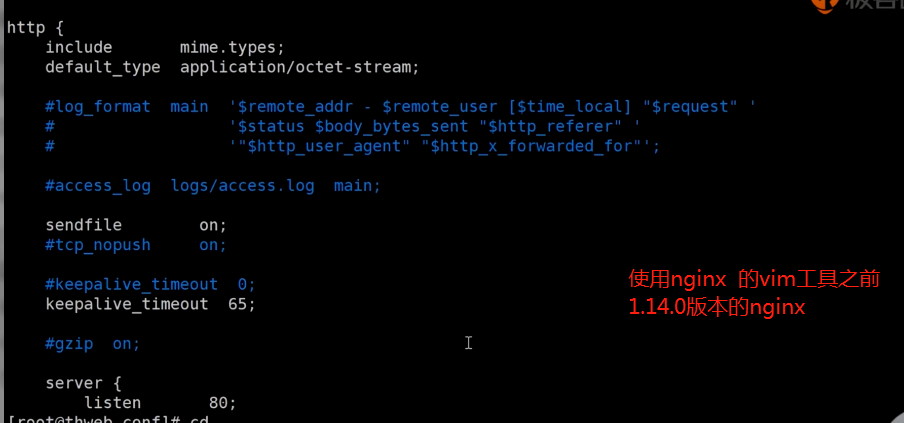 http {
    include       mime.types;
    default_type  application/octet-stream;
    #log_format  main  '$remote_addr - $remote_user [$time_local] "$request" '
    #                  '$status $body_bytes_sent "$http_referer" '
    #                  '"$http_user_agent" "$http_x_forwarded_for"';
    #access_log  logs/access.log  main;
    sendfile        on;
    #tcp_nopush     on;
    #keepalive_timeout  0;
    keepalive_timeout  65;
使用nginx 的vim工具之前
1.14.0版本的nginx
    #gzip  on;
    server {
        listen       80;
[root@thweb conf]# cd